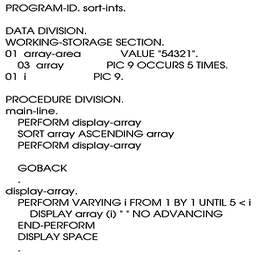 PROGRAM-ID. sort-ints.
DATA DIVISION.
WORKING-STORAGE SECTION.
01 array-area VALUE "54321".
03 array PIC 9 OCCURS 5 TIMES.
01 i PIC 9.
PROCEDURE DIVISION.
main-line.
PERFORM display-array
SORT array ASCENDING array
PERFORM display-array
GOBACK
.
display-array.
PERFORM VARYING i FROM 1 BY 1 UNTIL 5 < i
DISPLAY array (i) " " NO ADVANCING
END-PERFORM
DISPLAY SPACE
.